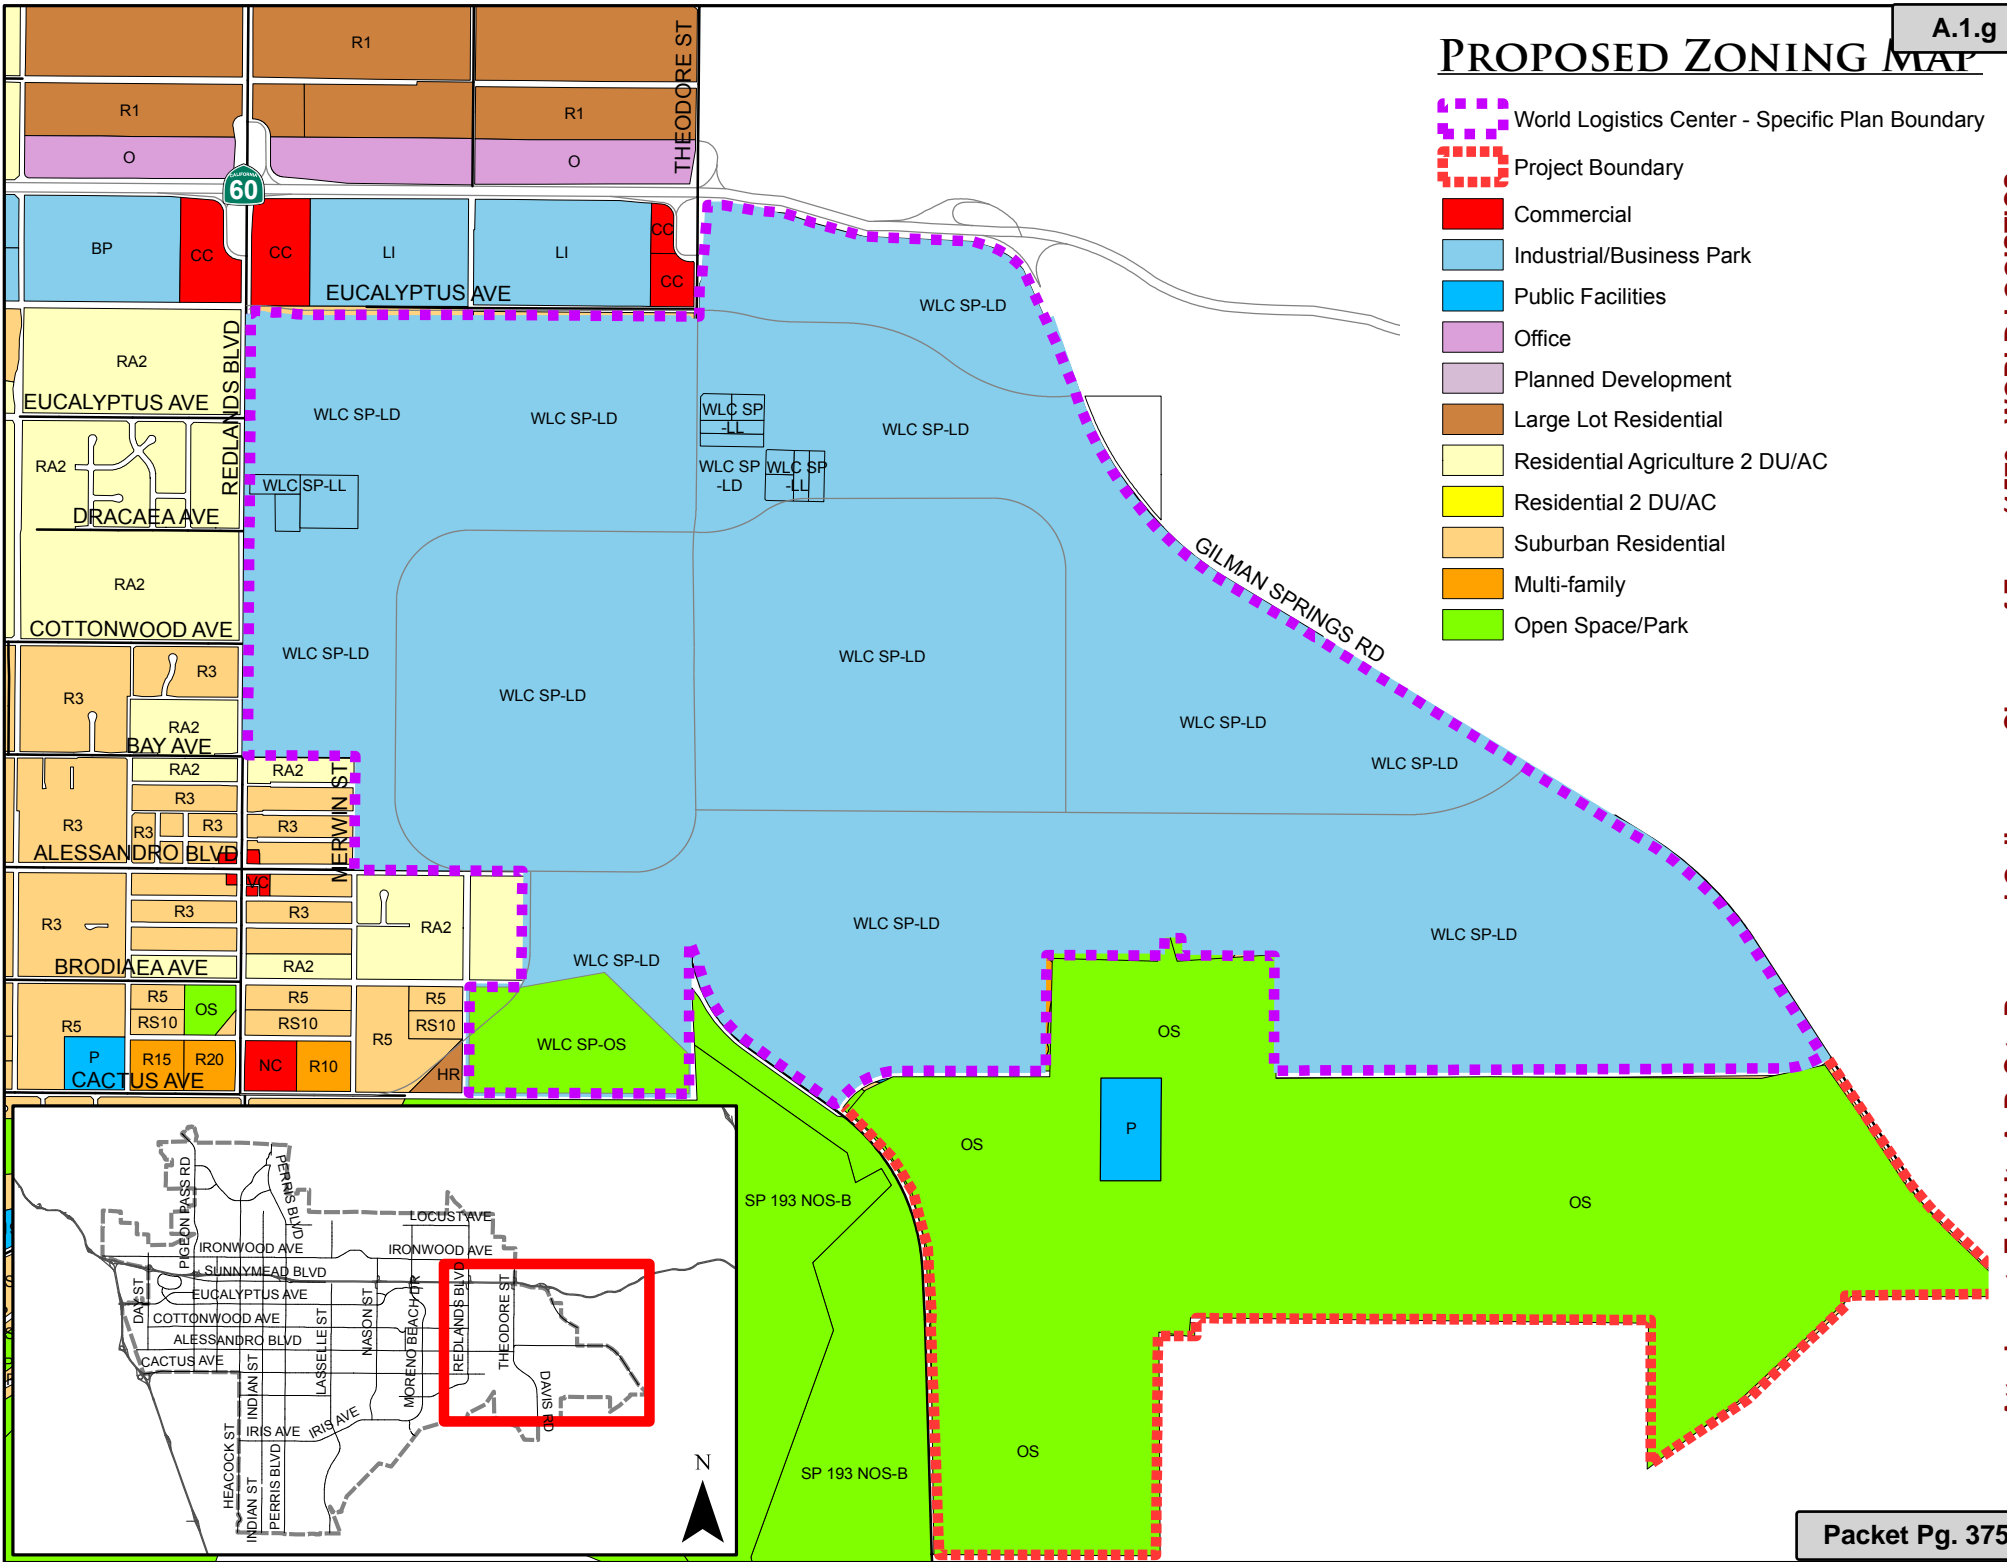 A.1.g
PROPOSED ZONING MAP
World Logistics Center - Specific Plan Boundary
Project Boundary
Commercial
Industrial/Business Park
Public Facilities
Office
Planned Development
Large Lot Residential
Residential Agriculture 2 DU/AC
Residential 2 DU/AC
Suburban Residential
Multi-family
Open Space/Park
R1
THEODORE ST
R1
R1
O
O
CALIFORNIA
60
BP
CC
CC
LI
LI
CC
CC
EUCALYPTUS AVE
WLC SP-LD
REDLANDS BLVD
RA2
EUCALYPTUS AVE
WLC SP-LD
WLC SP-LD
WLC SP
-LL
WLC SP-LD
RA2
WLC SP-LL
WLC SP
-LD
WLC SP
-LL
DRACAEA AVE
GILMAN SPRINGS RD
RA2
COTTONWOOD AVE
WLC SP-LD
WLC SP-LD
WLC SP-LD
R3
R3
RA2
BAY AVE
WLC SP-LD
WLC SP-LD
RA2
RA2
MERWIN ST
R3
R3
R3
R3
R3
ALESSANDRO BLVD
VC
R3
R3
R3
RA2
WLC SP-LD
WLC SP-LD
BRODIAEA AVE
RA2
WLC SP-LD
R5
OS
R5
R5
R5
RS10
RS10
RS10
R5
WLC SP-OS
OS
P
R15
R20
NC
R10
HR
CACTUS AVE
P
OS
OS
SP 193 NOS-B
OS
SP 193 NOS-B
PIGEON PASS RD
PERRIS BLVD
LOCUST AVE
IRONWOOD AVE
IRONWOOD AVE
SUNNYMEAD BLVD
EUCALYPTUS AVE
DAY ST
COTTONWOOD AVE
ALESSANDRO BLVD
CACTUS AVE
INDIAN ST
LASSELLE ST
NASON ST
MORENO BEACH DR
REDLANDS BLVD
THEODORE ST
DAVIS RD
IRIS AVE
IRIS AVE
HEACOCK ST
INDIAN ST
PERRIS BLVD
N
Packet Pg. 375